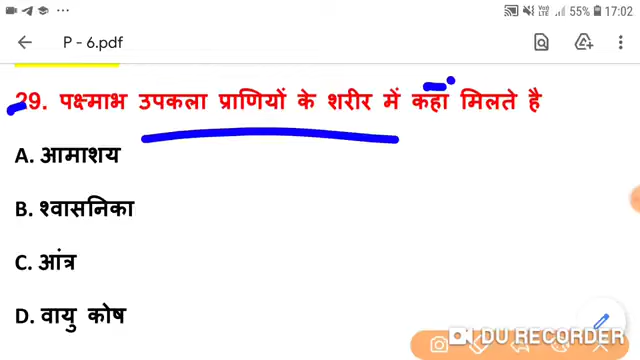 55% 17:02
P - 6.pdf
29. पक्ष्माभ उपकला प्राणियों के शरीर में कहा मिलते है
A. आमाशय
B. श्वासनिका
C. आंत्र
D. वायु कोष
DU RECORDER